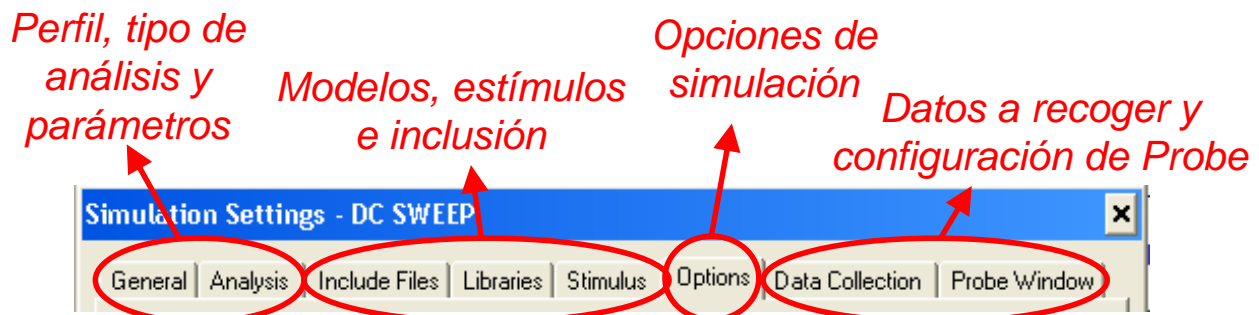 Perfil, tipo de
análisis y
parámetros
Modelos, estímulos
e inclusión
Opciones de
simulación
Datos a recoger y
configuración de Probe
Simulation Settings - DC SWEEP
General Analysis Include Files Libraries Stimulus Options Data Collection Probe Window